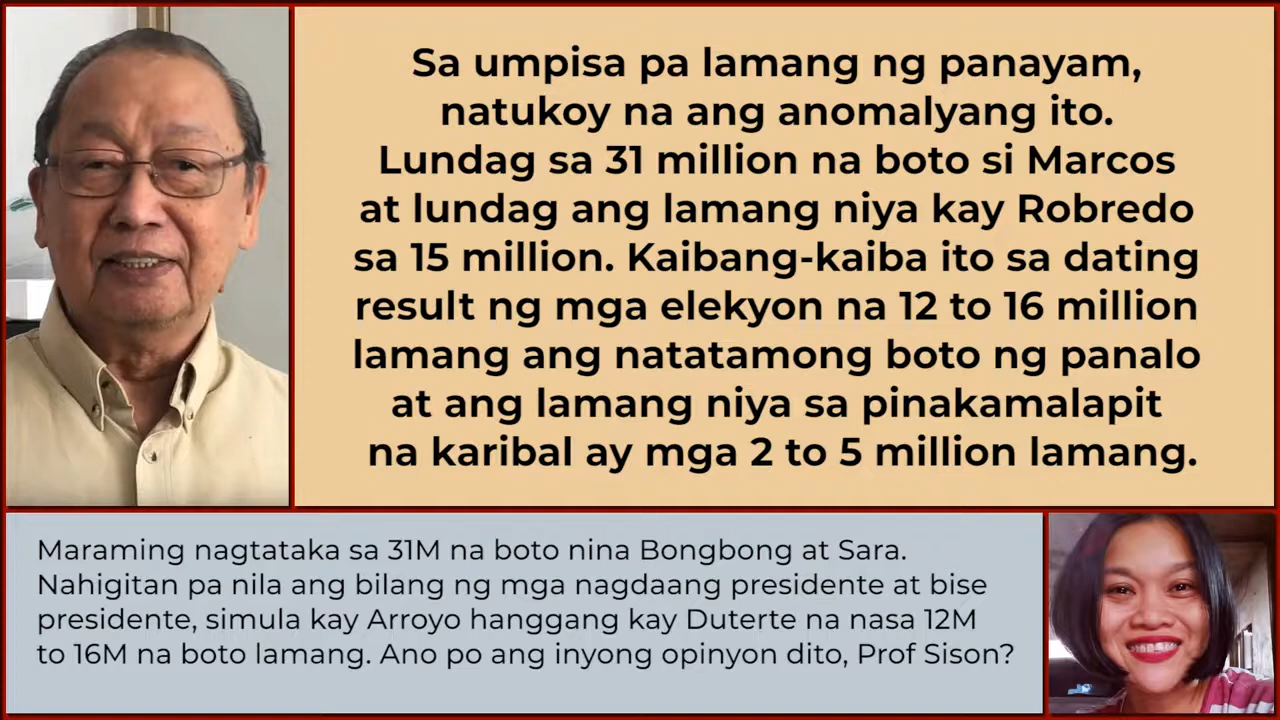 Sa umpisa pa lamang ng panayam,
natukoy na ang anomalyang ito.
Lundag sa 31 million na boto si Marcos
at lundag ang lamang niya kay Robredo
sa 15 million. Kaibang-kaiba ito sa dating
result ng mga elekyon na 12 to 16 million
lamang ang natatamong boto ng panalo
at ang lamang niya sa pinakamalapit
na karibal ay mga 2 to 5 million lamang.
Maraming nagtataka sa 31M na boto nina Bongbong at Sara.
Nahigitan pa nila ang bilang ng mga nagdaang presidente at bise
presidente, simula kay Arroyo hanggang kay Duterte na nasa 12M
to 16M na boto lamang. Ano po ang inyong opinyon dito, Prof Sison?